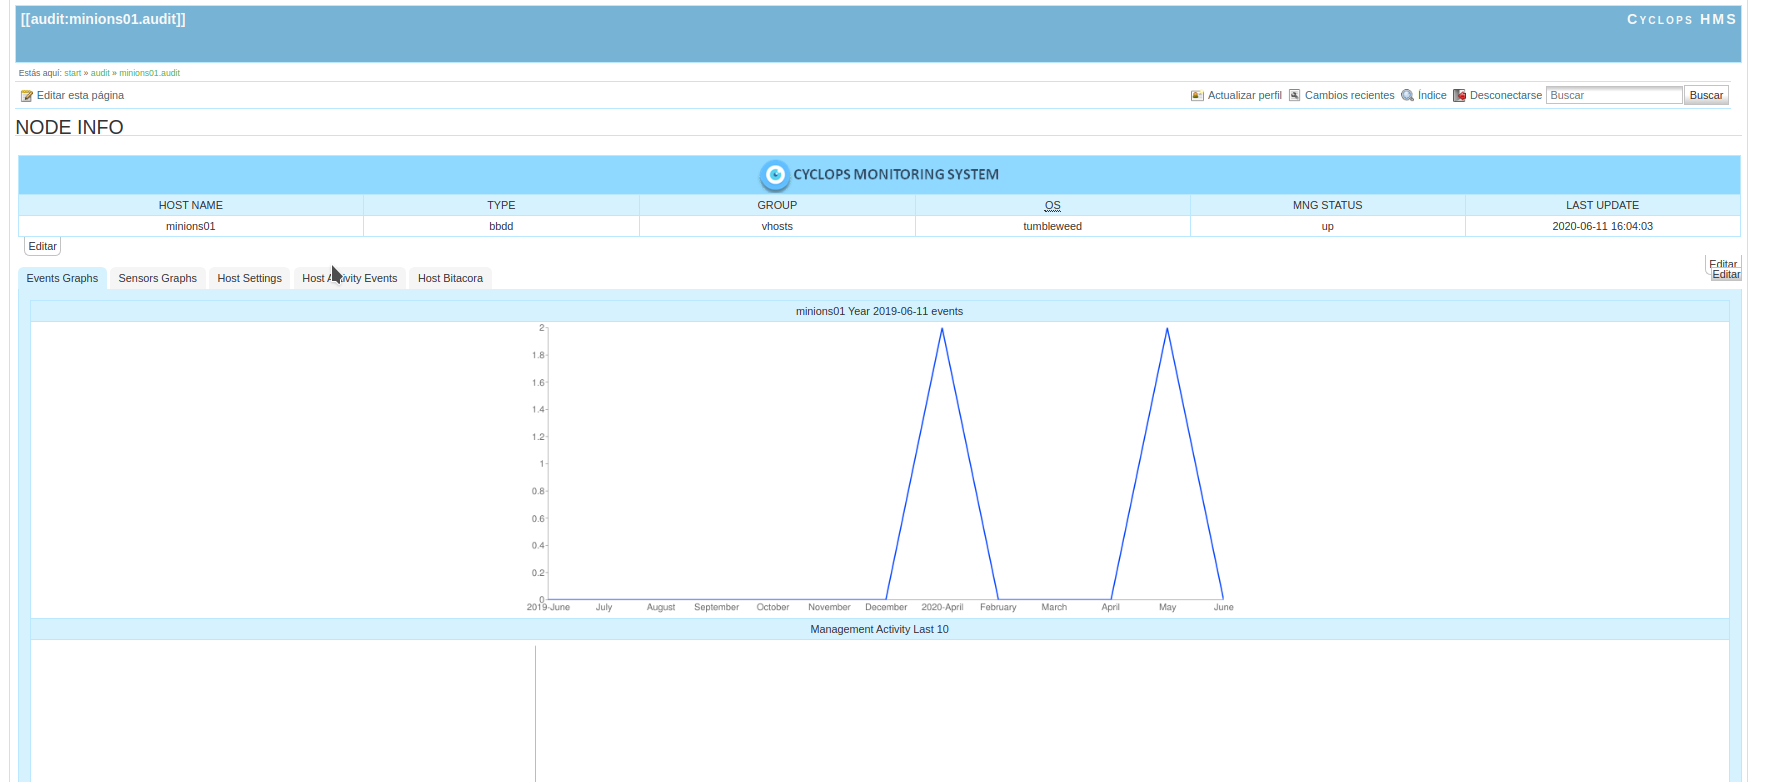 [[audit:minions01.audit]] Cyclops HMS
Estás aquí: start » audit » minions01.audit
Editar esta página Actualizar perfil Cambios recientes Índice Desconectarse Buscar Buscar
NODE INFO
CYCLOPS MONITORING SYSTEM
HOST NAME TYPE GROUP OS MNG STATUS LAST UPDATE
minions01 bbdd vhosts tumbleweed up 2020-06-11 16:04:03
Editar
Editar
Editar
Events Graphs Sensors Graphs Host Settings Host Activity Events Host Bitacora
minions01 Year 2019-06-11 events
2
1.8
1.6
1.4
1.2
1
0.8
0.6
0.4
0.2
0
2019-June July August September October November December 2020-April February March April May June
Management Activity Last 10